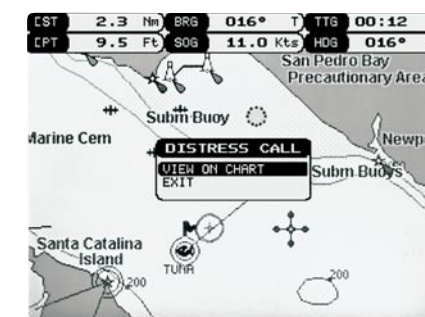 CST 2.3 Nm BRG 016° T TTG 00:12
CPT 9.5 Ft SOG 11.0 Kts HDG 016°
San Pedro Bay
Precautionary Area
Subm Buoy
Marine Cem
DISTRESS CALL
VIEW ON CHART
EXIT
Newp
Subm Buoys
M
Santa Catalina
Island
TUNA
200
200